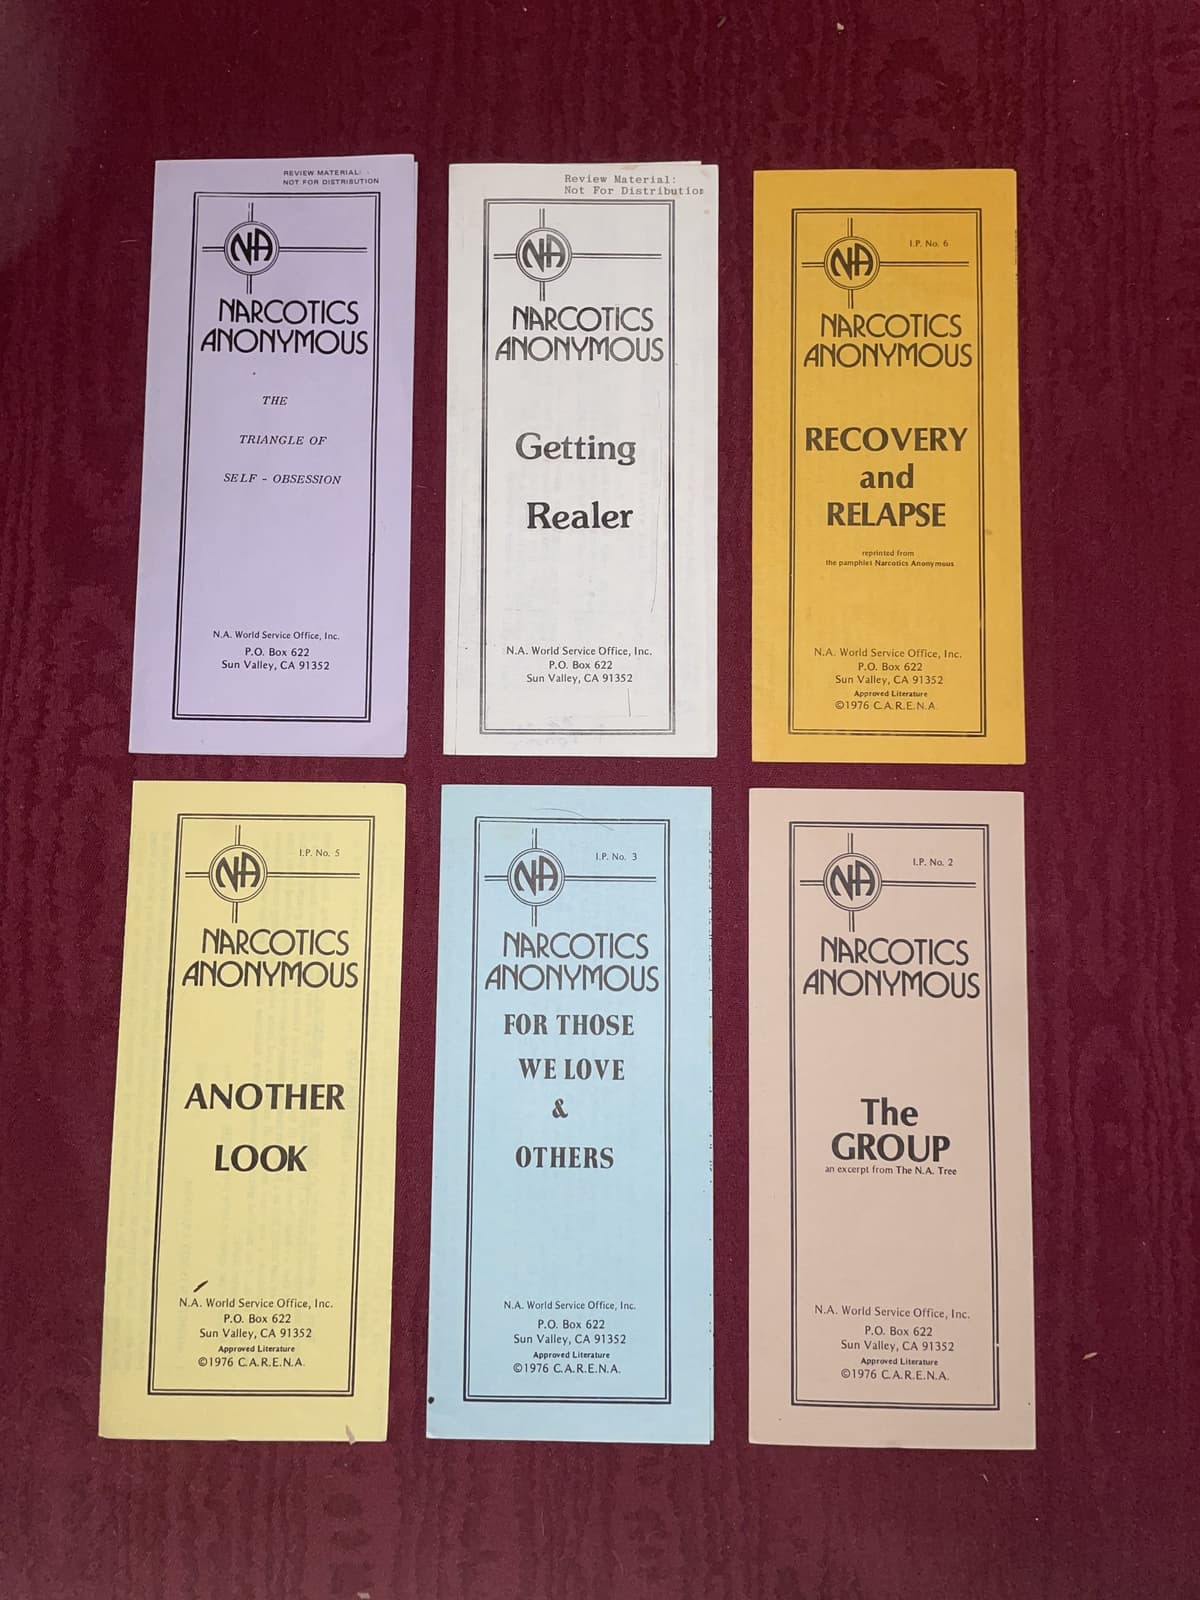 REVIEW MATERIAL:
NOT FOR DISTRIBUTION
NA
NARCOTICS
ANONYMOUS
THE
TRIANGLE OF
SELF - OBSESSION
N.A. World Service Office, Inc.
P.O. Box 622
Sun Valley, CA 91352
Review Material:
Not For Distribution
NA
NARCOTICS
ANONYMOUS
Getting
Realer
N.A. World Service Office, Inc.
P.O. Box 622
Sun Valley, CA 91352
I.P. No. 6
NA
NARCOTICS
ANONYMOUS
RECOVERY
and
RELAPSE
reprinted from
the pamphlet Narcotics Anonymous
N.A. World Service Office, Inc.
P.O. Box 622
Sun Valley, CA 91352
Approved Literature
©1976 C.A.R.E.N.A.
I.P. No. 5
NA
NARCOTICS
ANONYMOUS
ANOTHER
LOOK
N.A. World Service Office, Inc.
P.O. Box 622
Sun Valley, CA 91352
Approved Literature
©1976 C.A.R.E.N.A.
I.P. No. 3
NA
NARCOTICS
ANONYMOUS
FOR THOSE
WE LOVE
&
OTHERS
N.A. World Service Office, Inc.
P.O. Box 622
Sun Valley, CA 91352
Approved Literature
©1976 C.A.R.E.N.A.
I.P. No. 2
NA
NARCOTICS
ANONYMOUS
The
GROUP
an excerpt from The N.A. Tree
N.A. World Service Office, Inc.
P.O. Box 622
Sun Valley, CA 91352
Approved Literature
©1976 C.A.R.E.N.A.